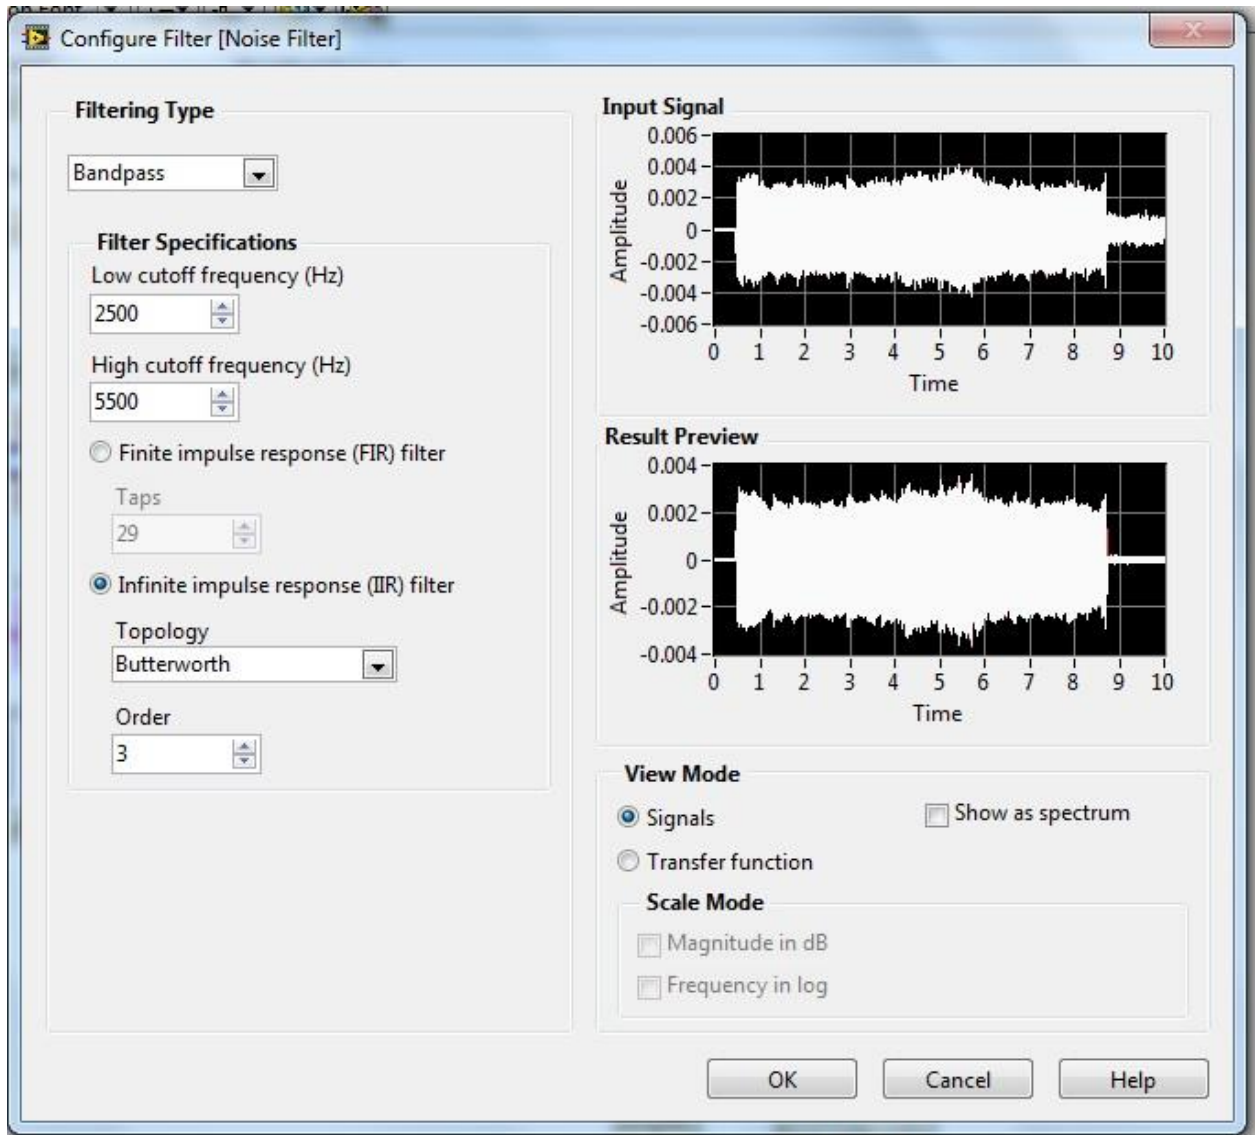 on Font
Configure Filter [Noise Filter]
Filtering Type
Bandpass
Filter Specifications
Low cutoff frequency (Hz)
2500
High cutoff frequency (Hz)
5500
Finite impulse response (FIR) filter
Taps
29
Infinite impulse response (IIR) filter
Topology
Butterworth
Order
3
Input Signal
0.006
0.004
0.002
0
-0.002
-0.004
-0.006
Amplitude
0 1 2 3 4 5 6 7 8 9 10
Time
Result Preview
0.004
0.002
0
-0.002
-0.004
Amplitude
0 1 2 3 4 5 6 7 8 9 10
Time
View Mode
Signals
Show as spectrum
Transfer function
Scale Mode
Magnitude in dB
Frequency in log
OK Cancel Help